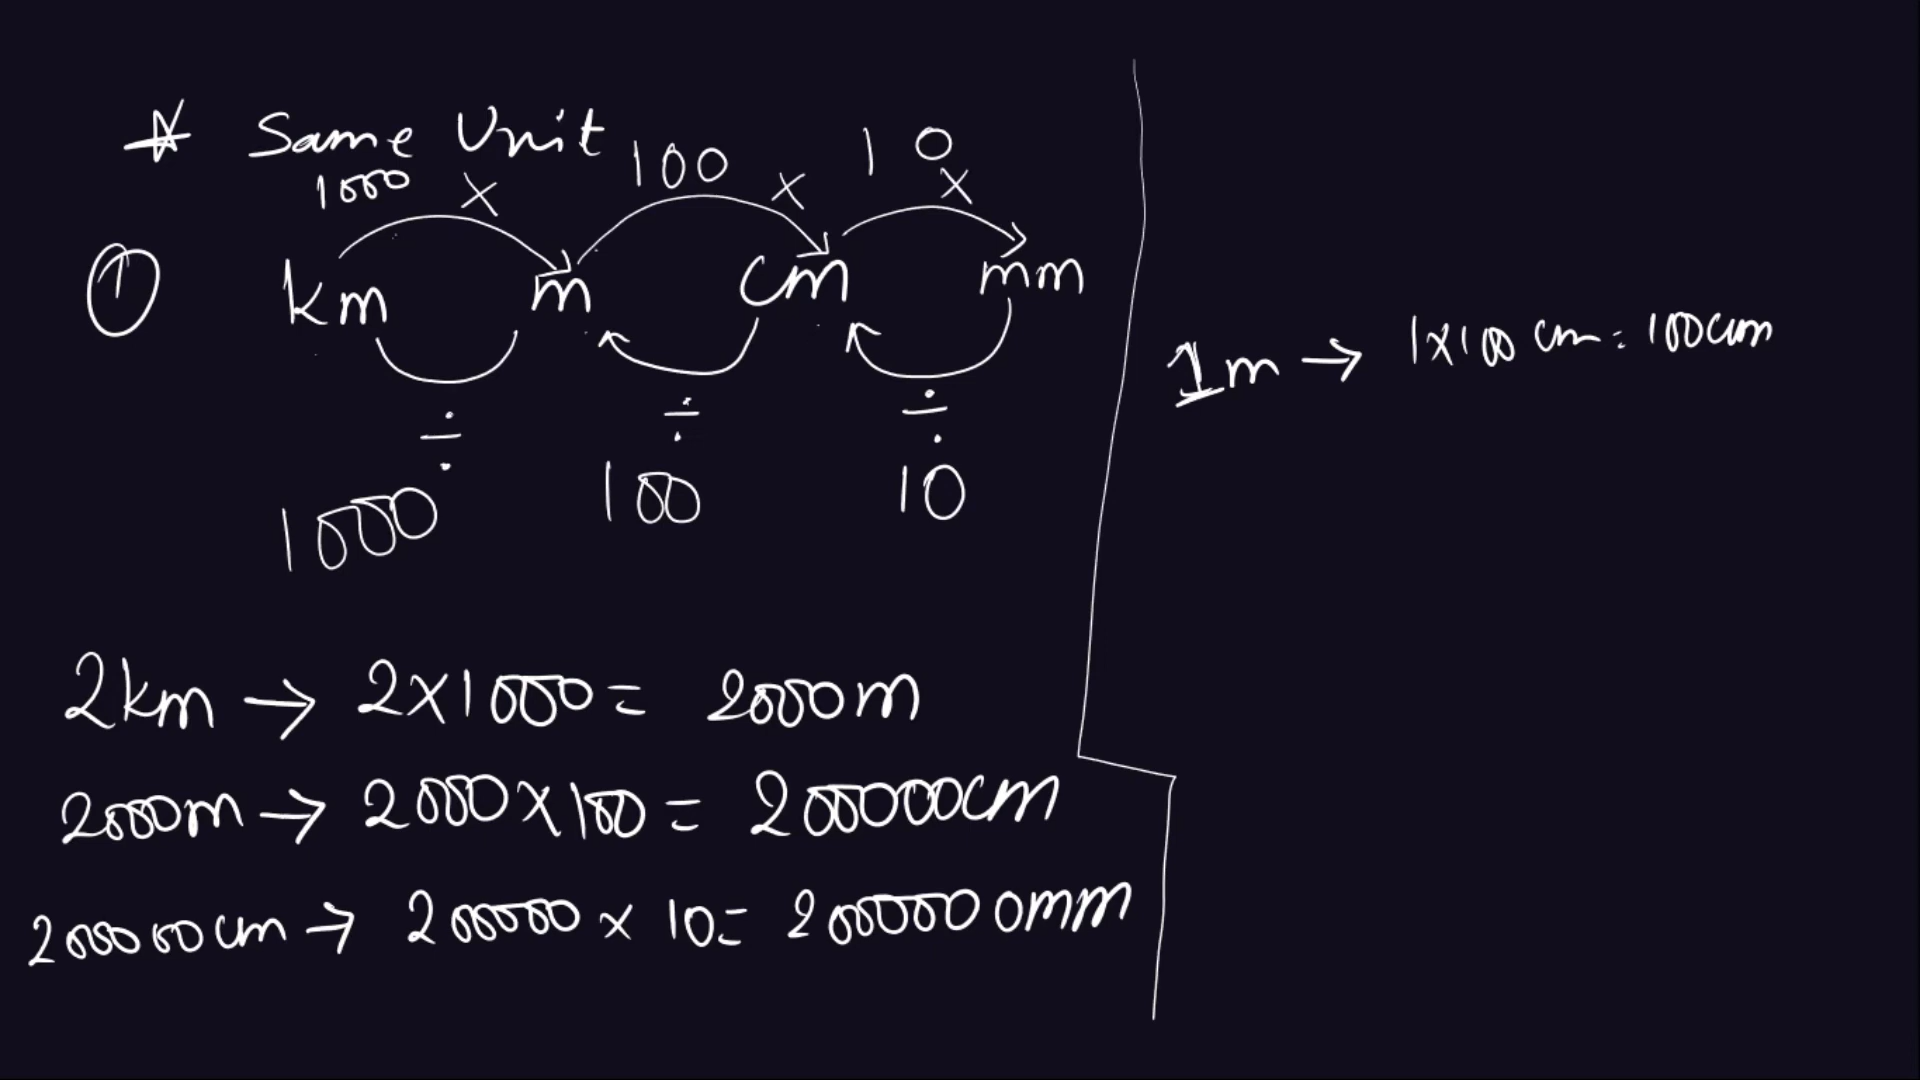 * Same Unit
1000 × 100 × 10 ×
① km m cm mm
÷ ÷ ÷
1000 100 10
2km → 2×1000 = 2000m
2000m → 2000×100 = 200000cm
200000cm → 200000 × 10 = 2000000mm
1m → 1×100 cm = 100cm